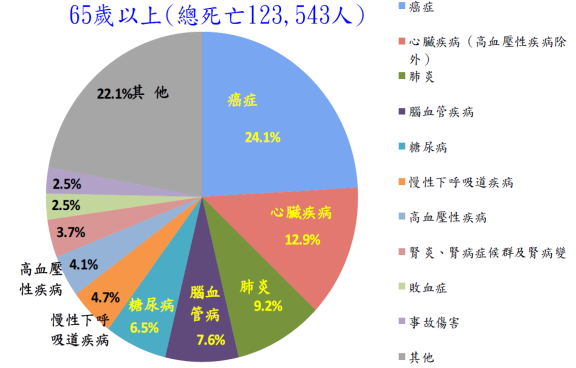 65歲以上(總死亡123,543人)
癌症
24.1%
心臟疾病
12.9%
肺炎
9.2%
腦血
管病
7.6%
糖尿病
6.5%
慢性下呼
吸道疾病
4.7%
高血壓
性疾病
4.1%
3.7%
2.5%
2.5%
22.1%其 他
癌症
心臟疾病（高血壓性疾病除
外）
肺炎
腦血管疾病
糖尿病
慢性下呼吸道疾病
高血壓性疾病
腎炎、腎病症候群及腎病變
敗血症
事故傷害
其他